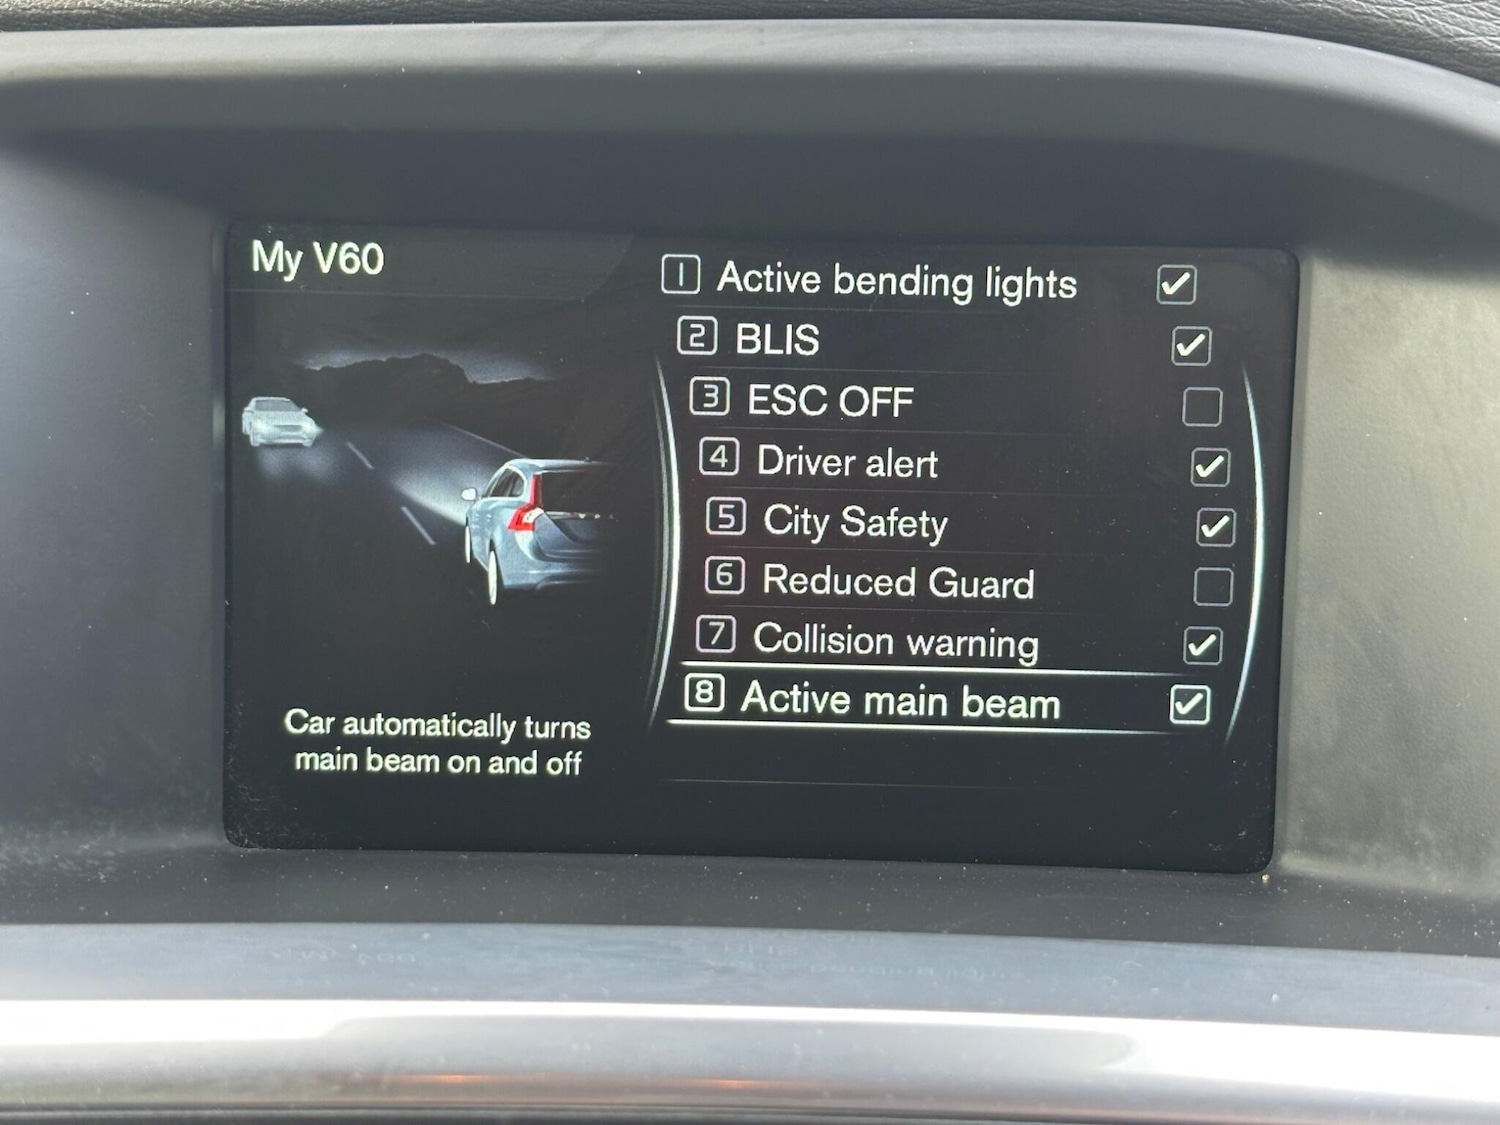 My V60
1 Active bending lights
2 BLIS
3 ESC OFF
4 Driver alert
5 City Safety
6 Reduced Guard
7 Collision warning
8 Active main beam
Car automatically turns
main beam on and off